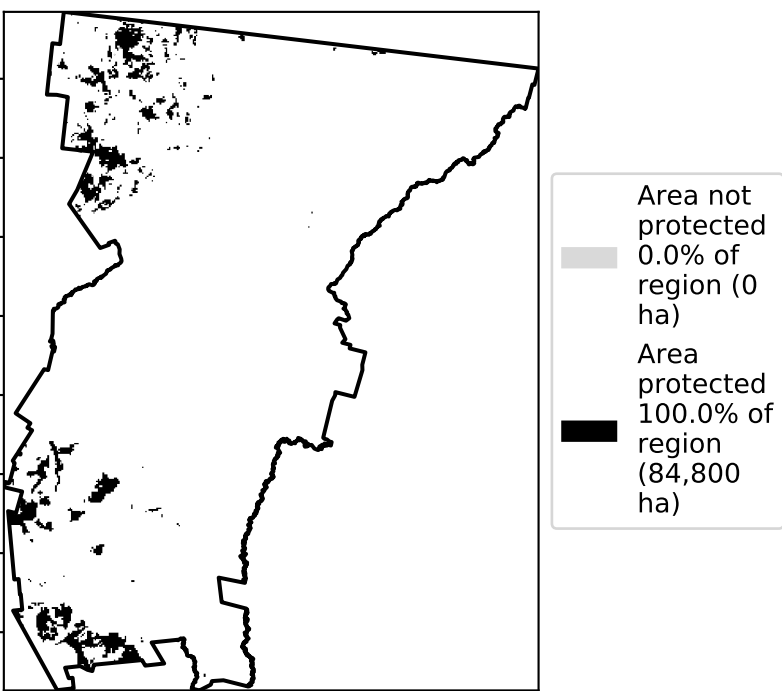 Area not
protected
0.0% of
region (0
ha)
Area
protected
100.0% of
region
(84,800
ha)